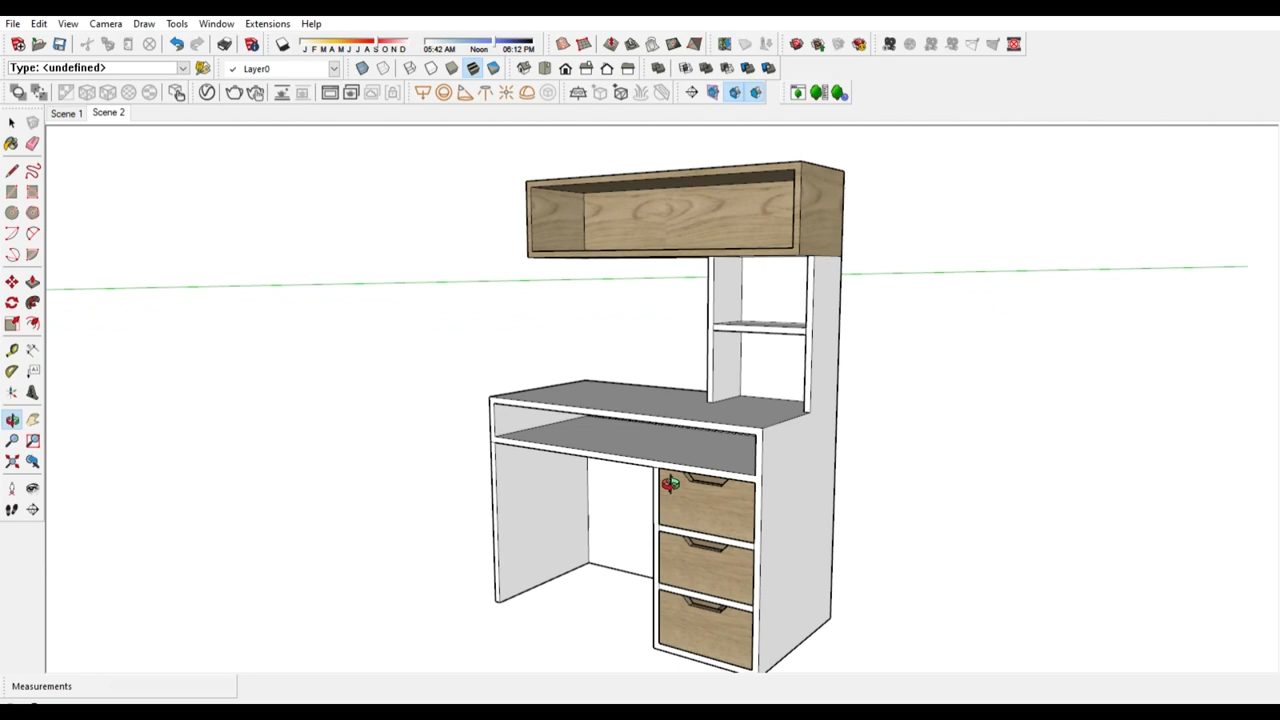 File Edit View Camera Draw Tools Window Extensions Help
J F M A M J J A S O N D 05:42 AM Noon 06:12 PM
Type: <undefined> ✓ Layer0
Scene 1 Scene 2
Measurements